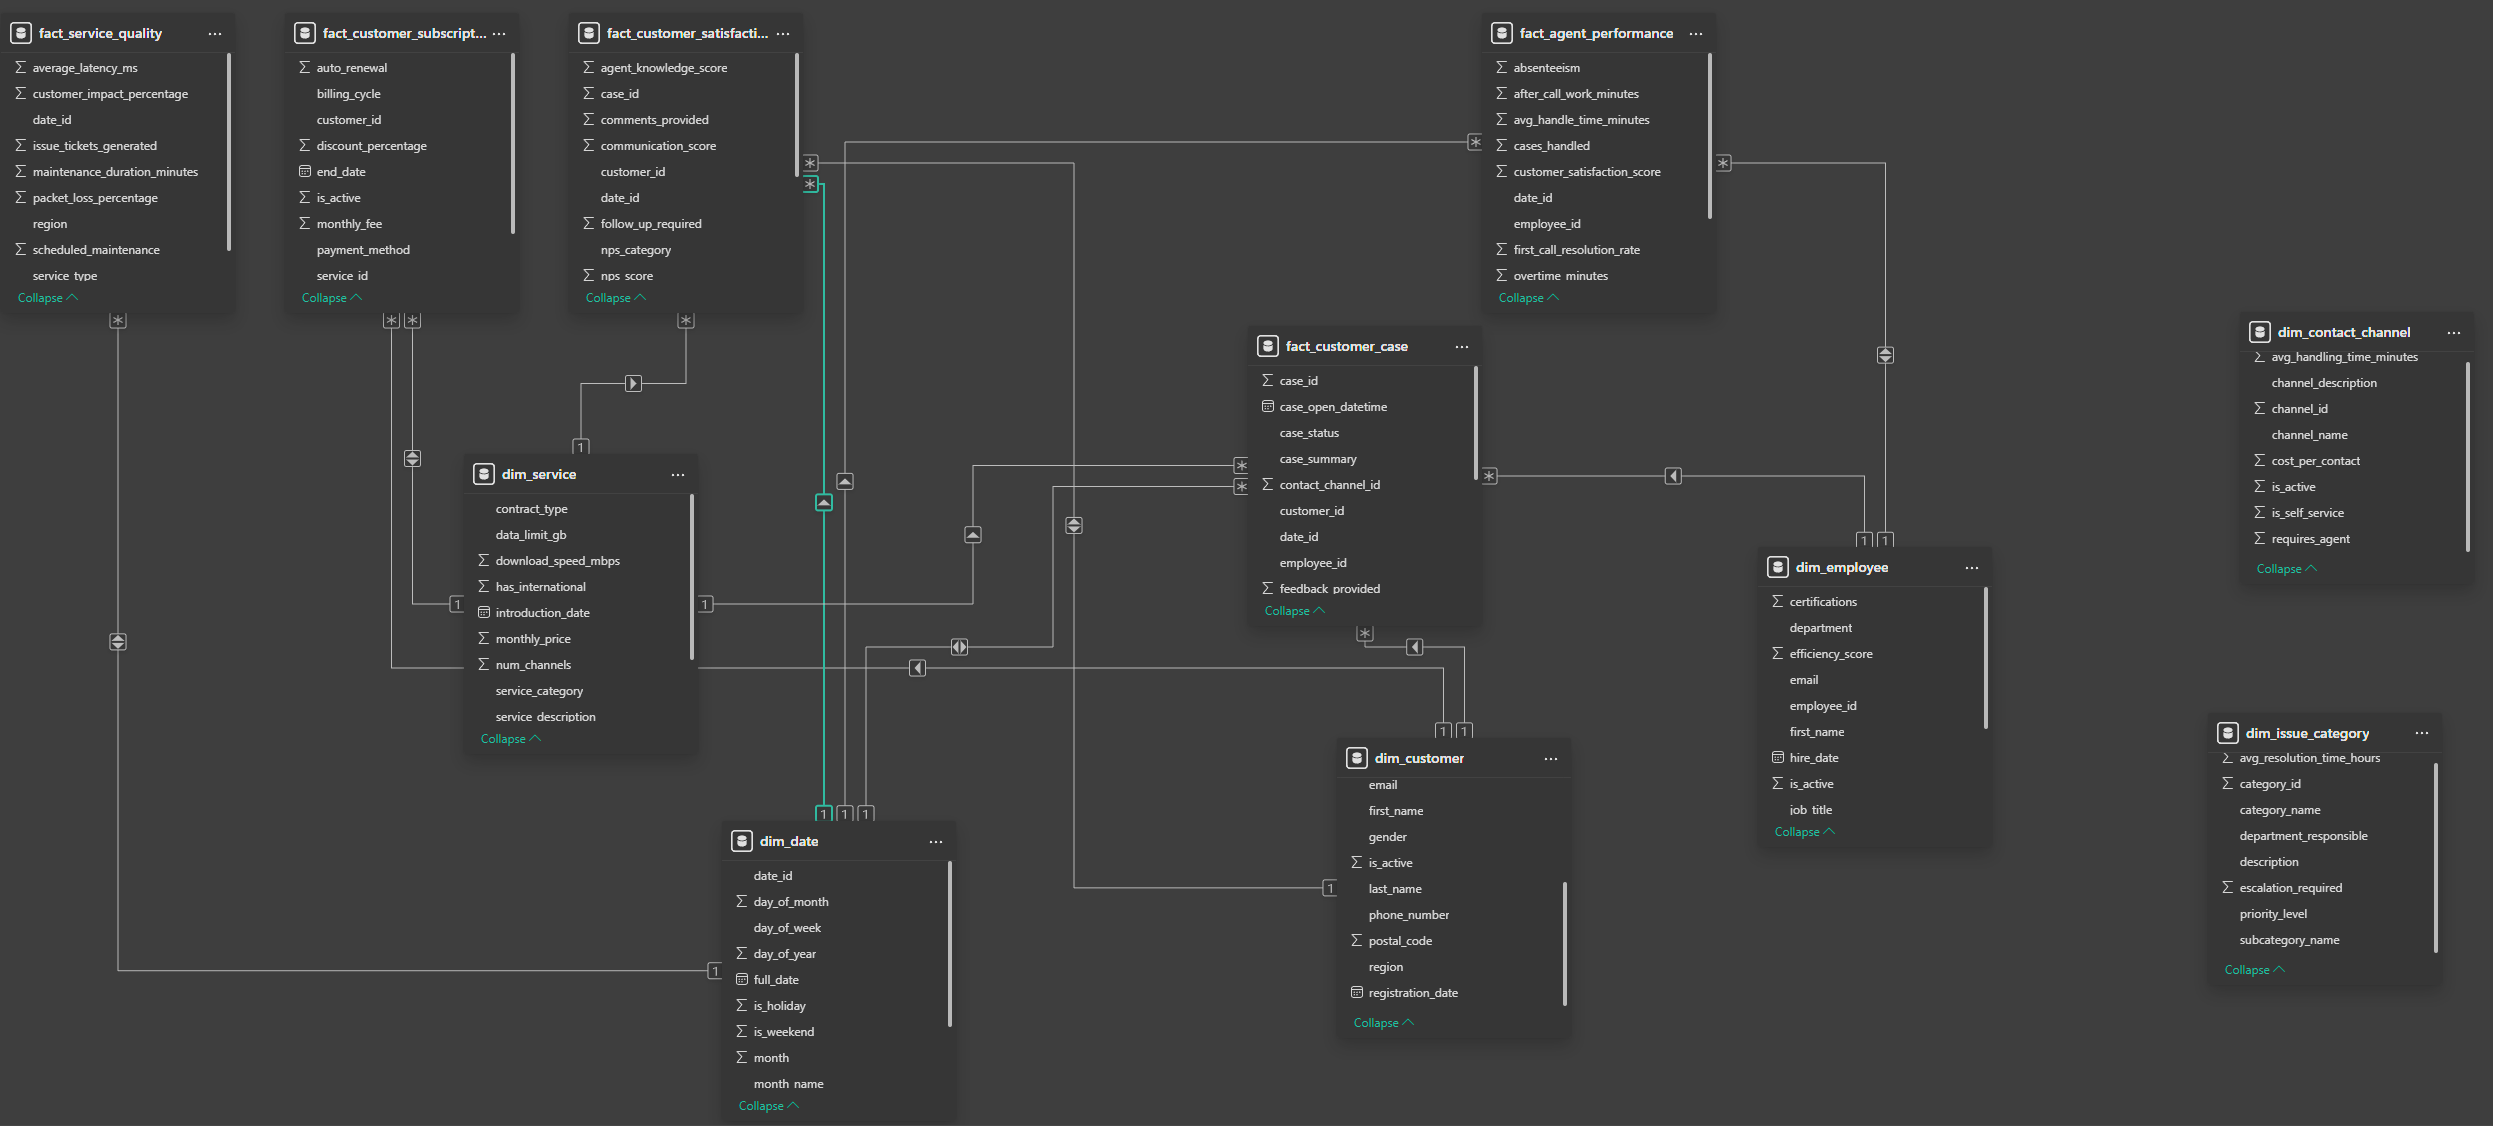 fact_service_quality ...
average_latency_ms
customer_impact_percentage
date_id
issue_tickets_generated
maintenance_duration_minutes
packet_loss_percentage
region
scheduled_maintenance
service_type
Collapse
fact_customer_subscript... ...
auto_renewal
billing_cycle
customer_id
discount_percentage
end_date
is_active
monthly_fee
payment_method
service_id
Collapse
fact_customer_satisfacti... ...
agent_knowledge_score
case_id
comments_provided
communication_score
customer_id
date_id
follow_up_required
nps_category
nps_score
Collapse
fact_agent_performance ...
absenteeism
after_call_work_minutes
avg_handle_time_minutes
cases_handled
customer_satisfaction_score
date_id
employee_id
first_call_resolution_rate
overtime_minutes
Collapse
fact_customer_case ...
case_id
case_open_datetime
case_status
case_summary
contact_channel_id
customer_id
date_id
employee_id
feedback_provided
Collapse
dim_contact_channel ...
avg_handling_time_minutes
channel_description
channel_id
channel_name
cost_per_contact
is_active
is_self_service
requires_agent
Collapse
dim_service ...
contract_type
data_limit_gb
download_speed_mbps
has_international
introduction_date
monthly_price
num_channels
service_category
service_description
Collapse
dim_employee ...
certifications
department
efficiency_score
email
employee_id
first_name
hire_date
is_active
job_title
Collapse
dim_customer ...
email
first_name
gender
is_active
last_name
phone_number
postal_code
region
registration_date
Collapse
dim_issue_category ...
avg_resolution_time_hours
category_id
category_name
department_responsible
description
escalation_required
priority_level
subcategory_name
Collapse
dim_date ...
date_id
day_of_month
day_of_week
day_of_year
full_date
is_holiday
is_weekend
month
month_name
Collapse
1
1
1
1
1
1
1
1
1
1
1
1